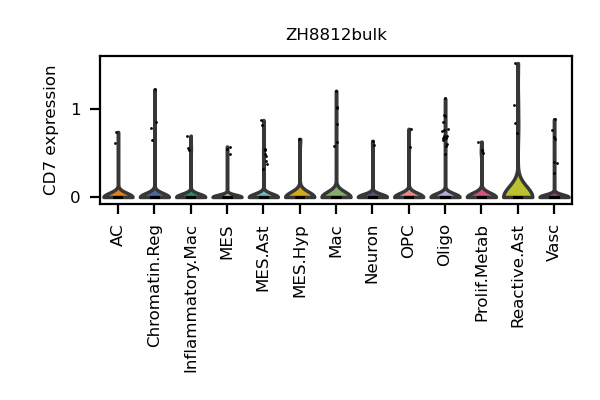 ZH8812bulk
CD7 expression
1
0
AC
Chromatin.Reg
Inflammatory.Mac
MES
MES.Ast
MES.Hyp
Mac
Neuron
OPC
Oligo
Prolif.Metab
Reactive.Ast
Vasc